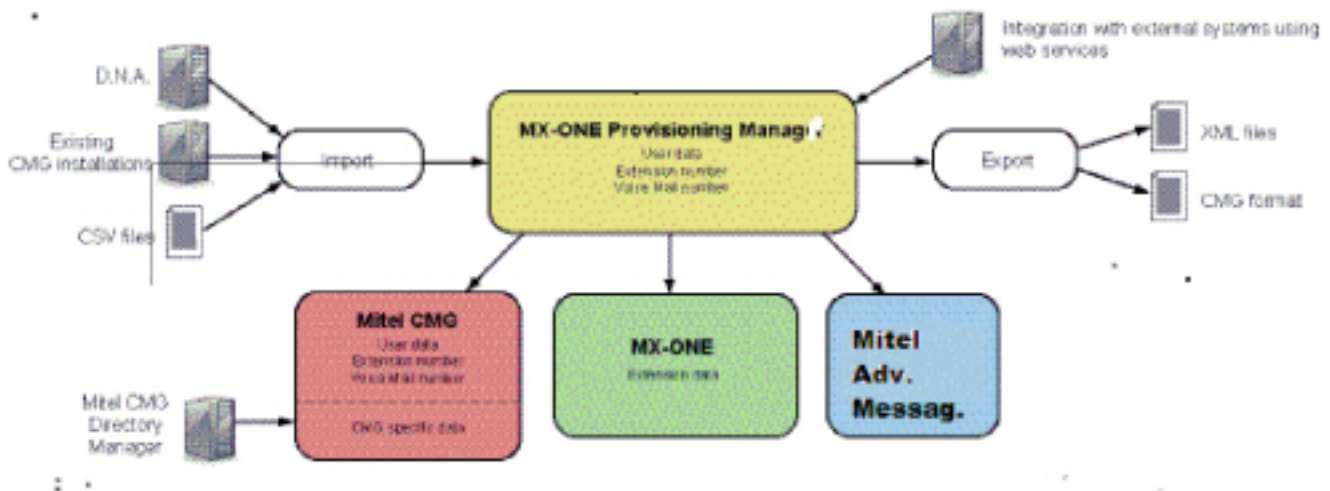 Integration with external systems using
web services
D.N.A.
Existing
CMG installations
CSV files
Import
MX-ONE Provisioning Manager
User data
Extension number
Voice Mail number
Export
XML files
CMG format
Mitel CMG
User data
Extension number
Voice Mail number
CMG specific data
MX-ONE
Extension data
Mitel
Adv.
Messag.
Mitel CMG
Directory
Manager